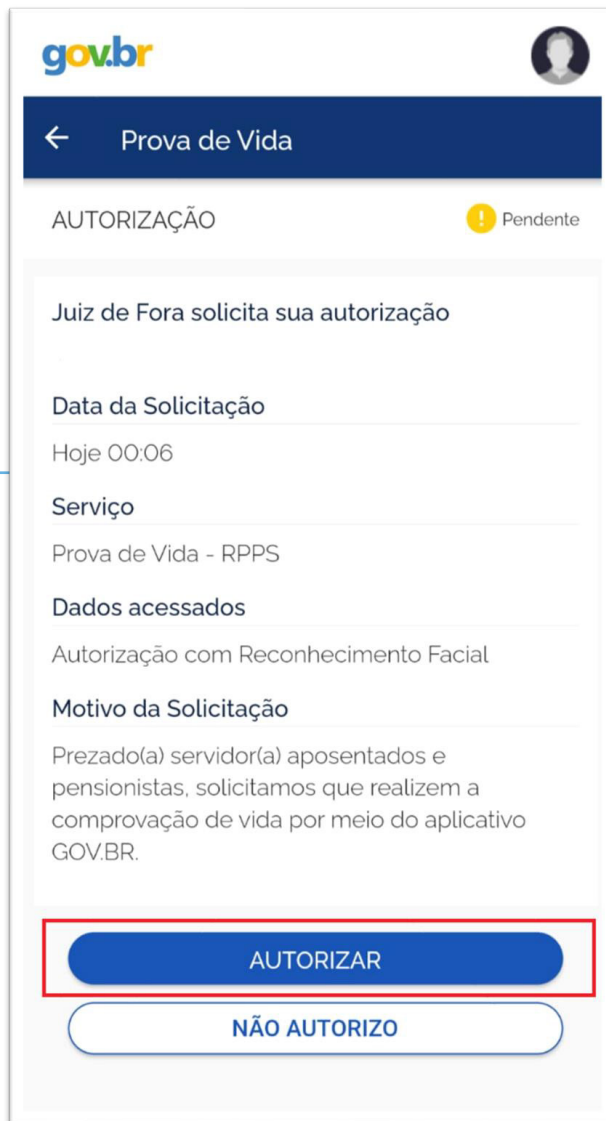 gov.br
Prova de Vida
AUTORIZAÇÃO
! Pendente
Juiz de Fora solicita sua autorização
Data da Solicitação
Hoje 00:06
Serviço
Prova de Vida - RPPS
Dados acessados
Autorização com Reconhecimento Facial
Motivo da Solicitação
Prezado(a) servidor(a) aposentados e
pensionistas, solicitamos que realizem a
comprovação de vida por meio do aplicativo
GOV.BR.
AUTORIZAR
NÃO AUTORIZO